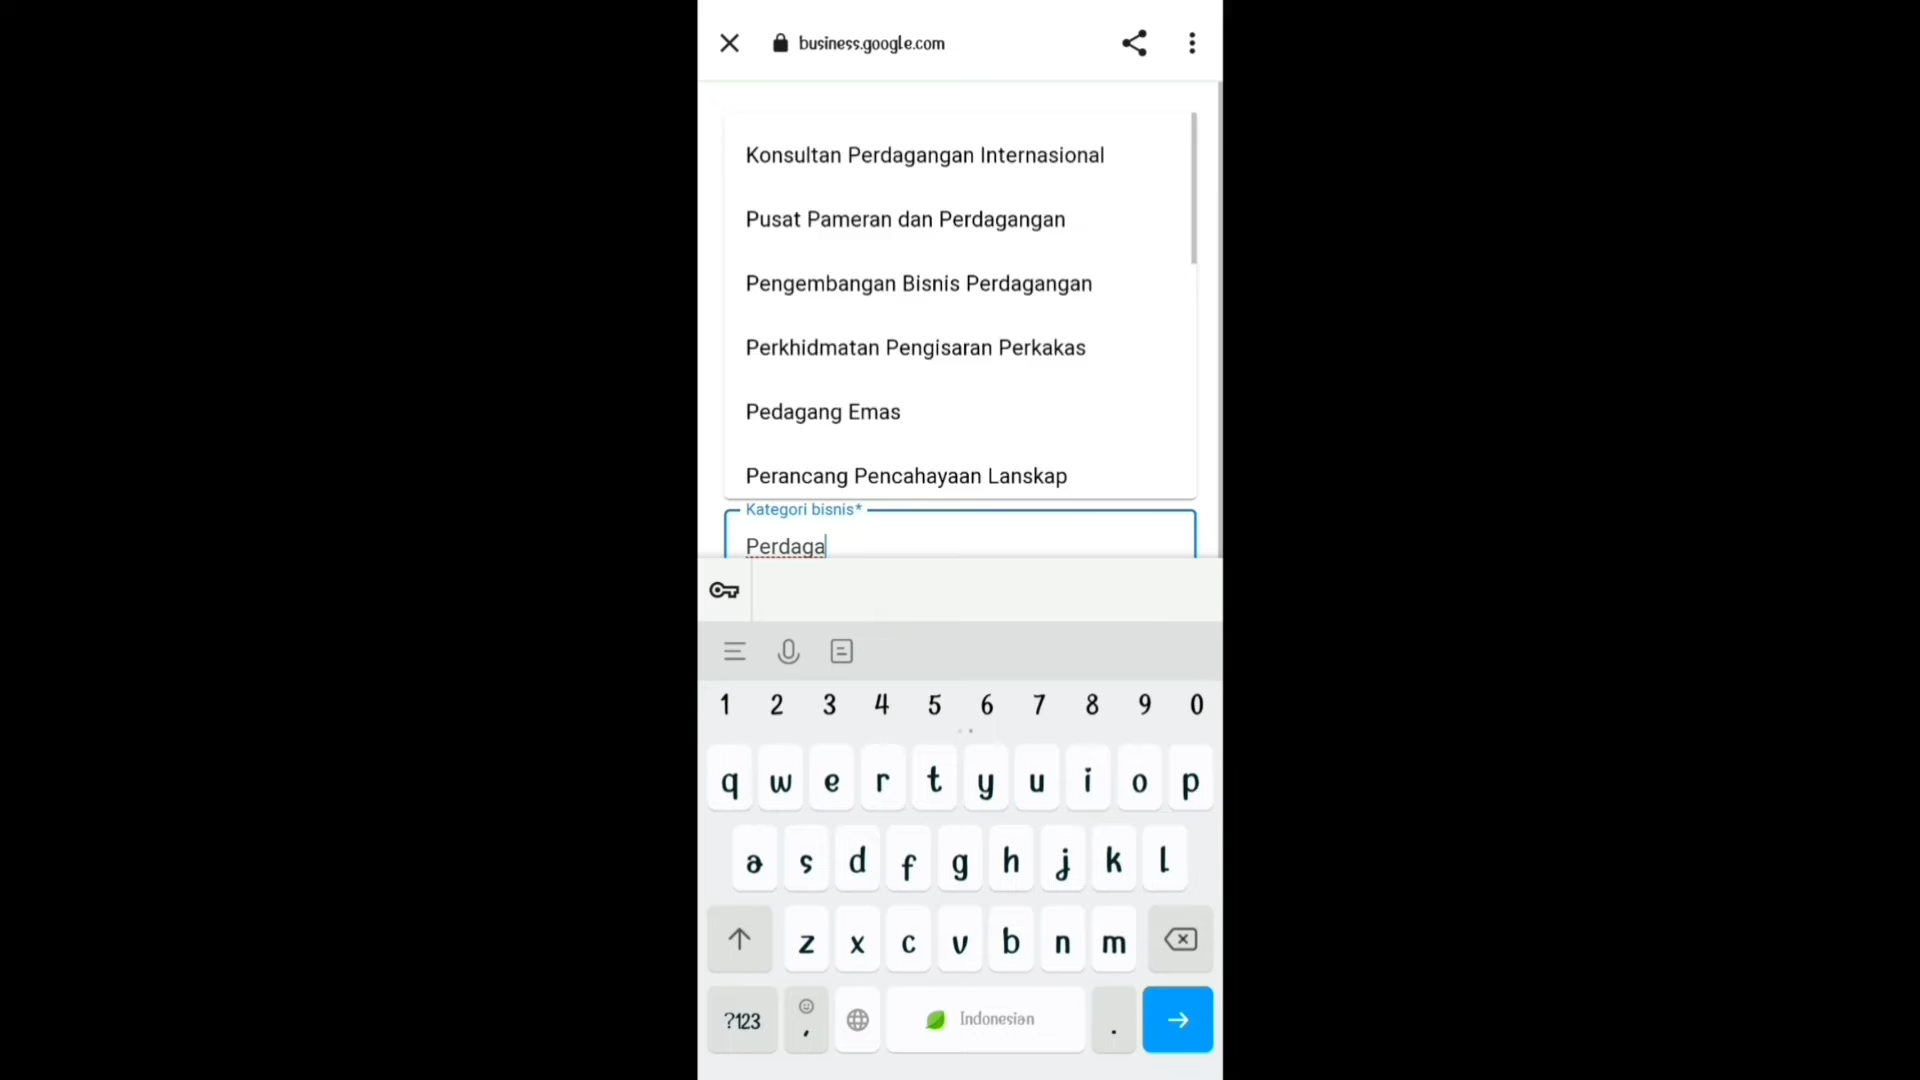 business.google.com
Konsultan Perdagangan Internasional
Pusat Pameran dan Perdagangan
Pengembangan Bisnis Perdagangan
Perkhidmatan Pengisaran Perkakas
Pedagang Emas
Perancang Pencahayaan Lanskap
Kategori bisnis*
Perdaga
1 2 3 4 5 6 7 8 9 0
q w e r t y u i o p
a s d f g h j k l
z x c v b n m
?123 , Indonesian .